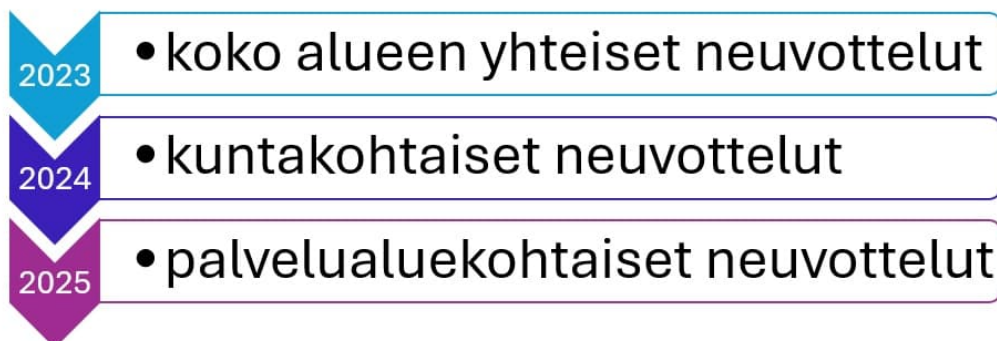 2023
• koko alueen yhteiset neuvottelut
2024
• kuntakohtaiset neuvottelut
2025
• palvelualuekohtaiset neuvottelut